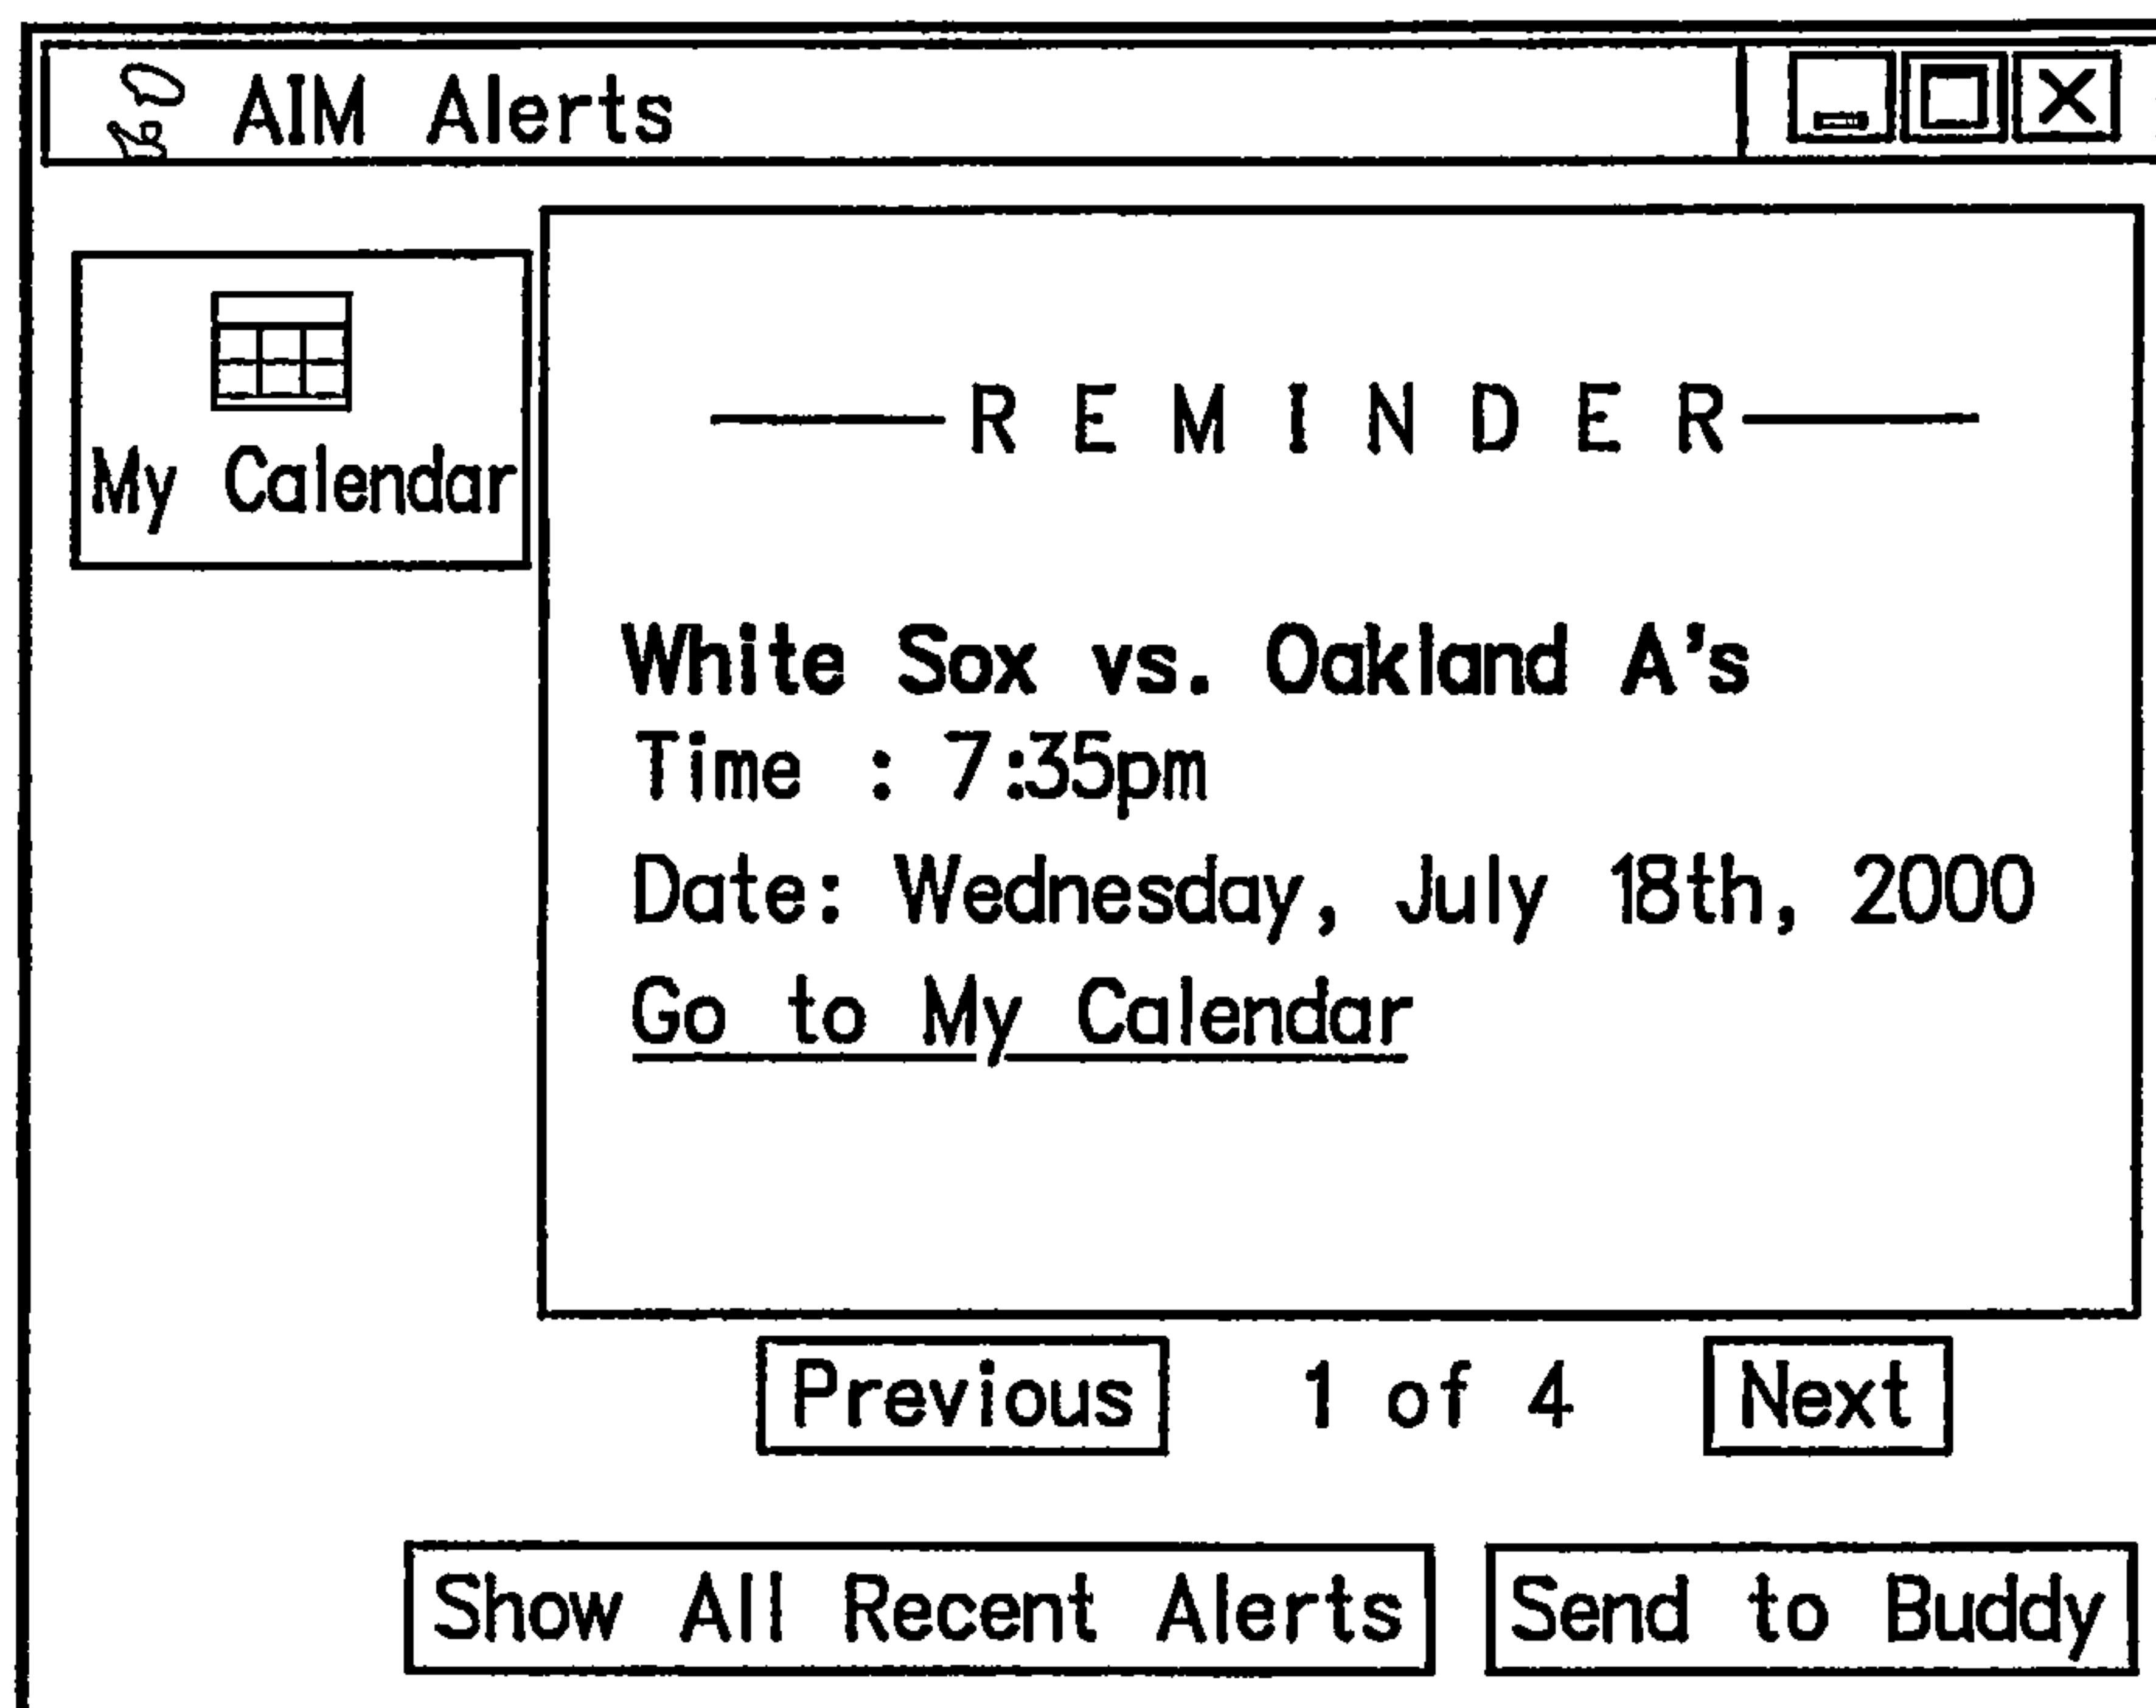 AIM Alerts
My Calendar
REMINDER
White Sox vs. Oakland A's
Time : 7:35pm
Date: Wednesday, July 18th, 2000
Go to My Calendar
Previous 1 of 4 Next
Show All Recent Alerts Send to Buddy